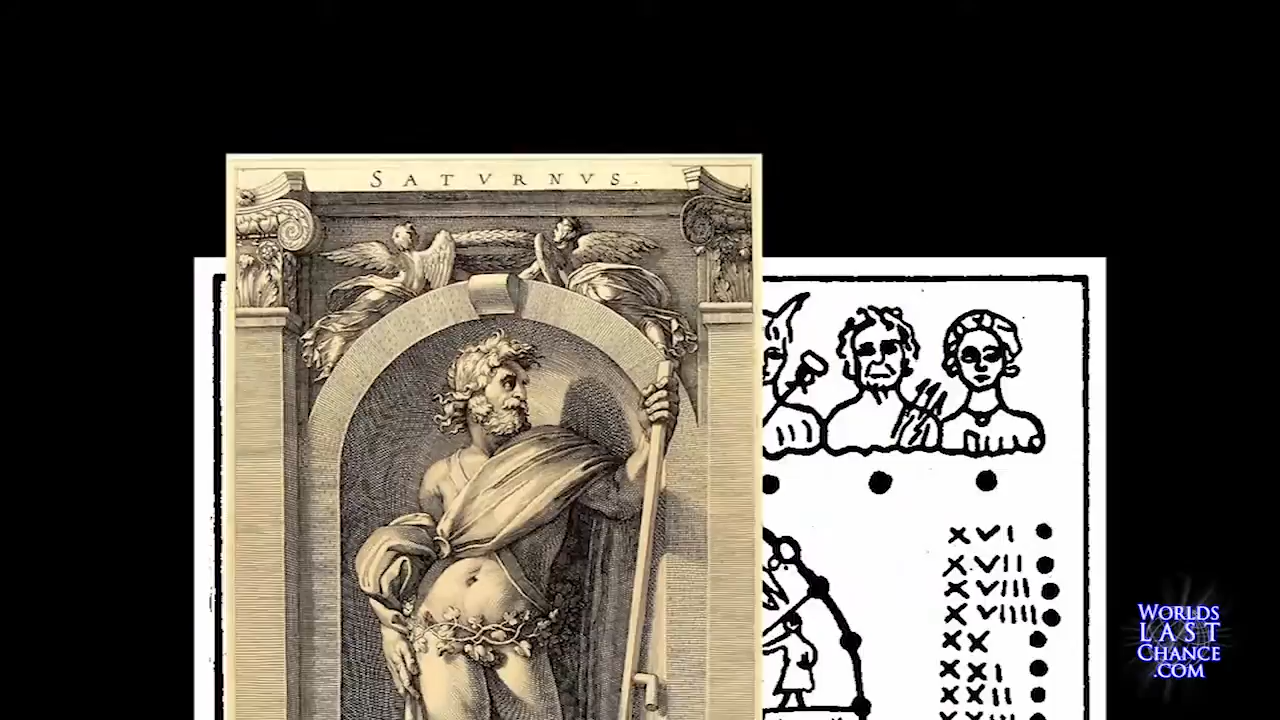 SATVRNVS.
XVI
XVII
XVIII
XVIIII
XX
XXI
XXII
WORLDS
LAST
CHANCE
.COM